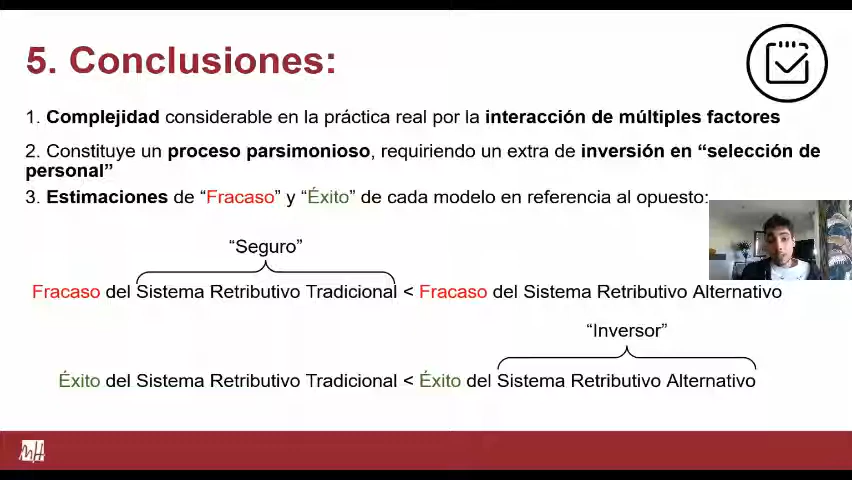 5. Conclusiones:
1. Complejidad considerable en la práctica real por la interacción de múltiples factores
2. Constituye un proceso parsimonioso, requiriendo un extra de inversión en “selección de
personal”
3. Estimaciones de “Fracaso” y “Éxito” de cada modelo en referencia al opuesto:
“Seguro”
Fracaso del Sistema Retributivo Tradicional < Fracaso del Sistema Retributivo Alternativo
“Inversor”
Éxito del Sistema Retributivo Tradicional < Éxito del Sistema Retributivo Alternativo
MH